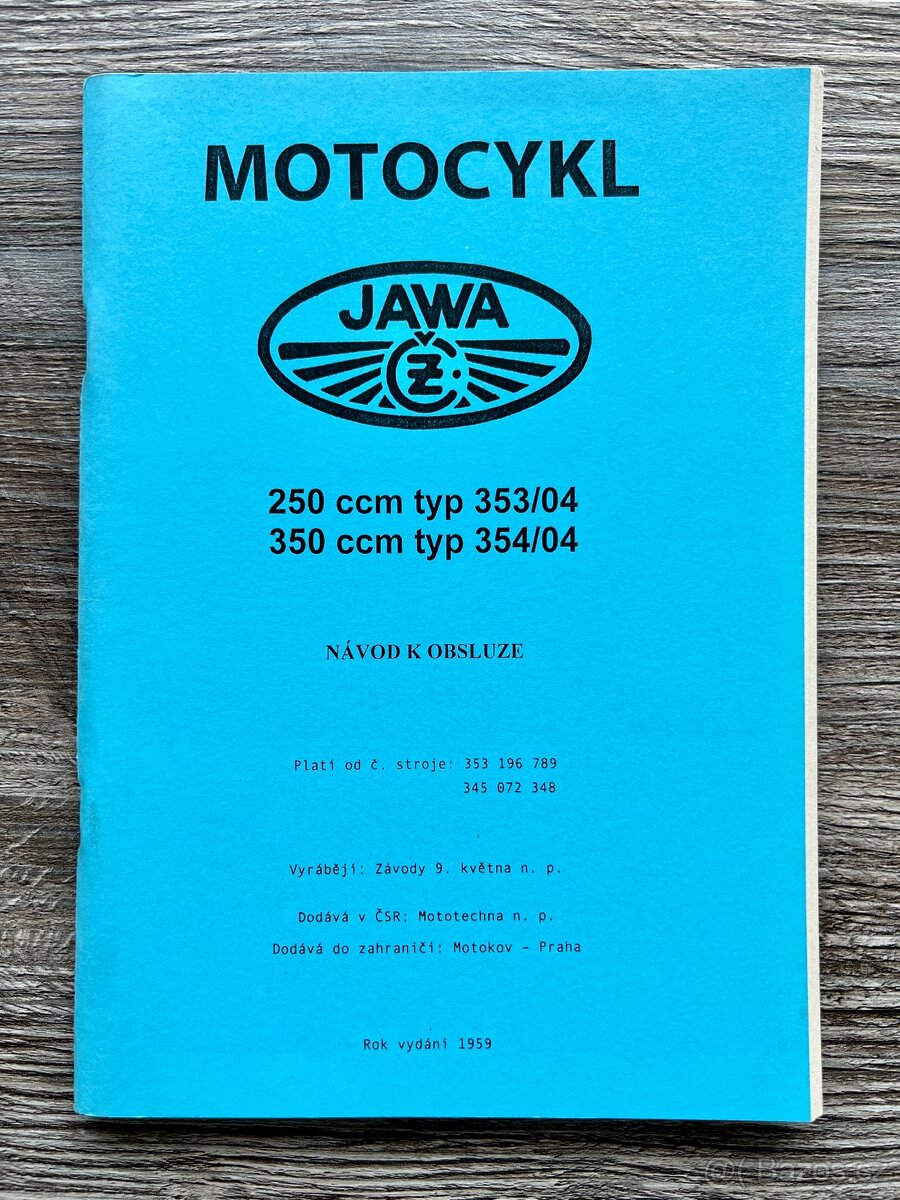 MOTOCYKL
JAWA
ČZ
250 ccm typ 353/04
350 ccm typ 354/04
NÁVOD K OBSLUZE
Platí od č. stroje: 353 196 789
345 072 348
Vyrábějí: Závody 9. května n. p.
Dodává v ČSR: Mototechna n. p.
Dodává do zahraničí: Motokov – Praha
Rok vydání 1959
Bazos.cz